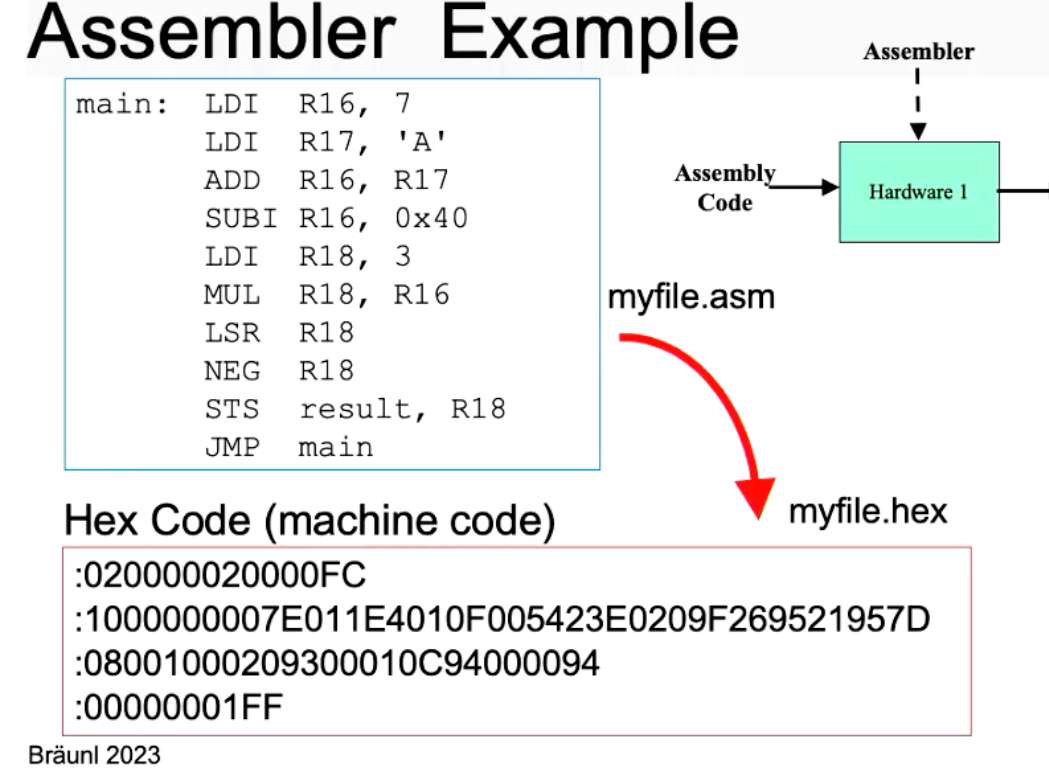 Assembler Example
Assembler
main: LDI R16, 7
LDI R17, 'A'
ADD R16, R17
SUBI R16, 0x40
LDI R18, 3
MUL R18, R16
LSR R18
NEG R18
STS result, R18
JMP main
Assembly
Code
Hardware 1
myfile.asm
Hex Code (machine code)
myfile.hex
:020000020000FC
:1000000007E011E4010F005423E0209F269521957D
:08001000209300010C94000094
:00000001FF
Bräunl 2023